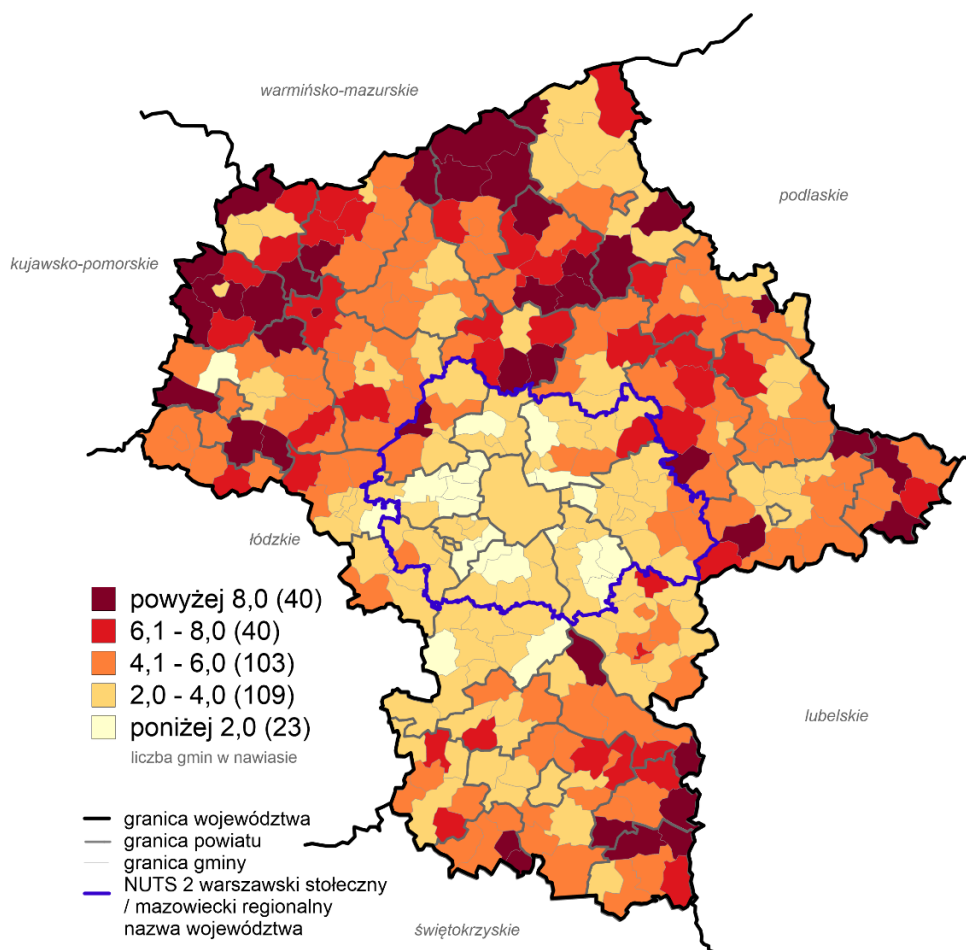 warmińsko-mazurskie
podlaskie
kujawsko-pomorskie
łódzkie
powyżej 8,0 (40)
6,1 - 8,0 (40)
4,1 - 6,0 (103)
2,0 - 4,0 (109)
poniżej 2,0 (23)
liczba gmin w nawiasie
lubelskie
granica województwa
granica powiatu
granica gminy
NUTS 2 warszawski stołeczny
/ mazowiecki regionalny
nazwa województwa
świętokrzyskie